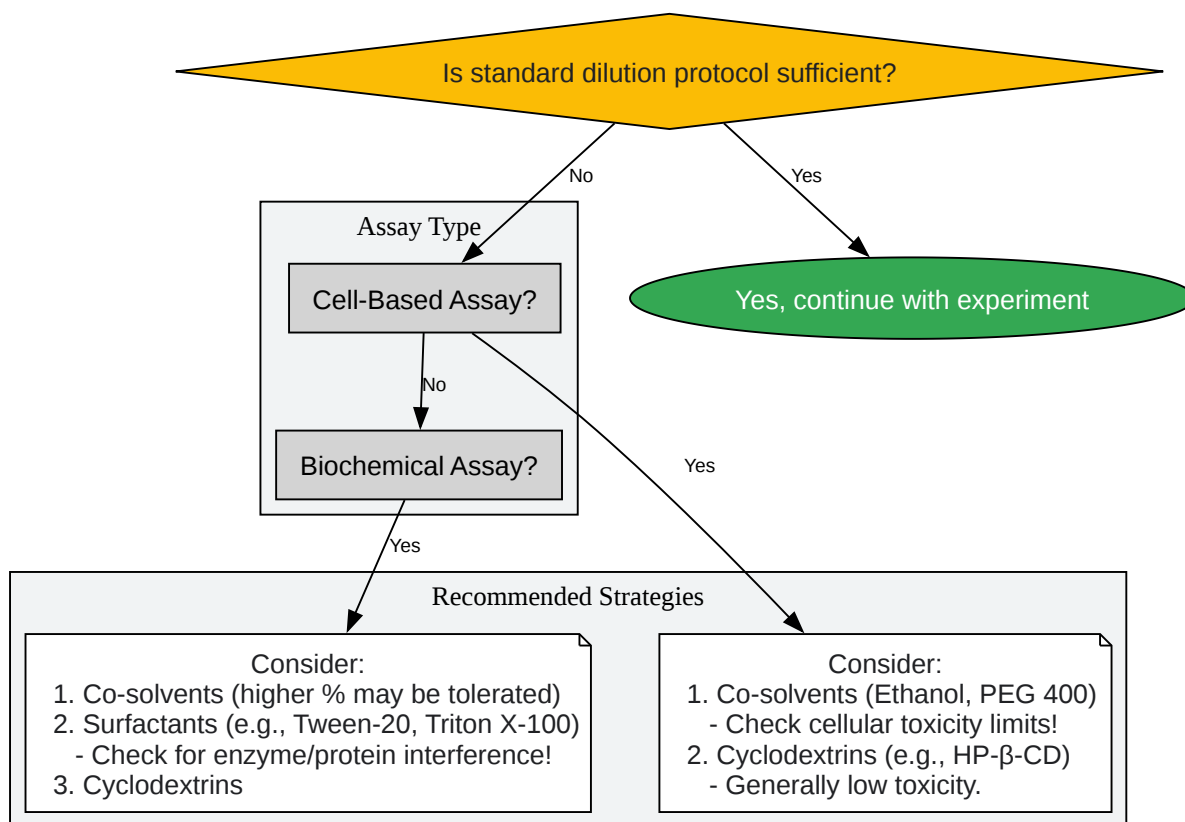 Is standard dilution protocol sufficient?
No
Yes
Assay Type
Cell-Based Assay?
Yes, continue with experiment
No
Biochemical Assay?
Yes
Yes
Recommended Strategies
Consider:
1. Co-solvents (higher % may be tolerated)
2. Surfactants (e.g., Tween-20, Triton X-100)
- Check for enzyme/protein interference!
3. Cyclodextrins
Consider:
1. Co-solvents (Ethanol, PEG 400)
- Check cellular toxicity limits!
2. Cyclodextrins (e.g., HP-β-CD)
- Generally low toxicity.